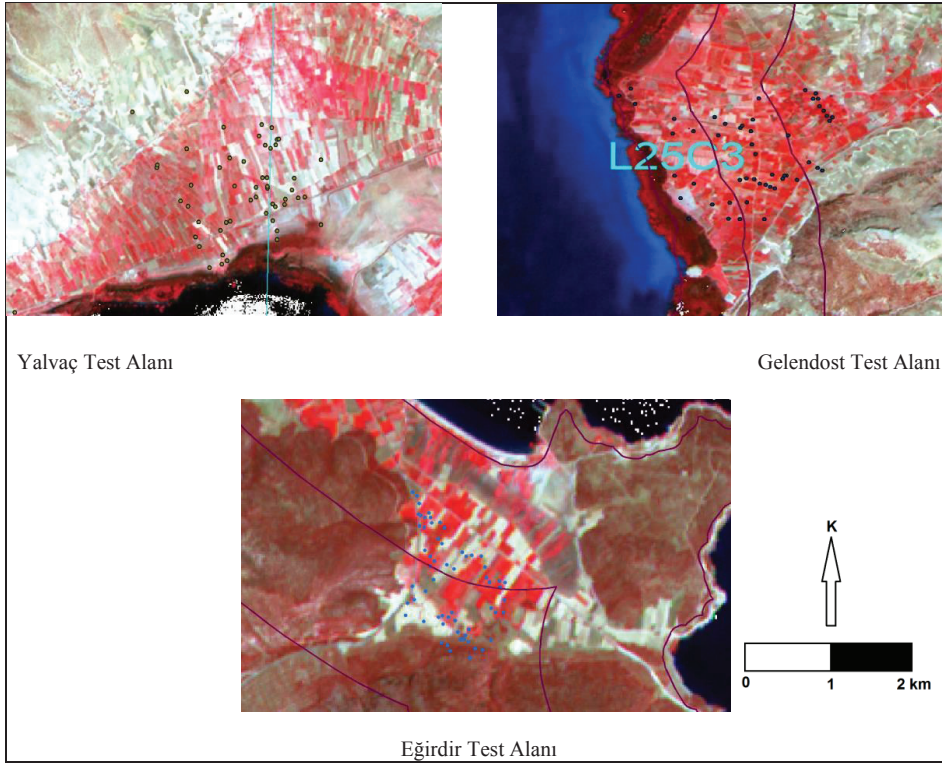 L25C3
Yalvaç Test Alanı
Gelendost Test Alanı
K
0 1 2 km
Eğirdir Test Alanı